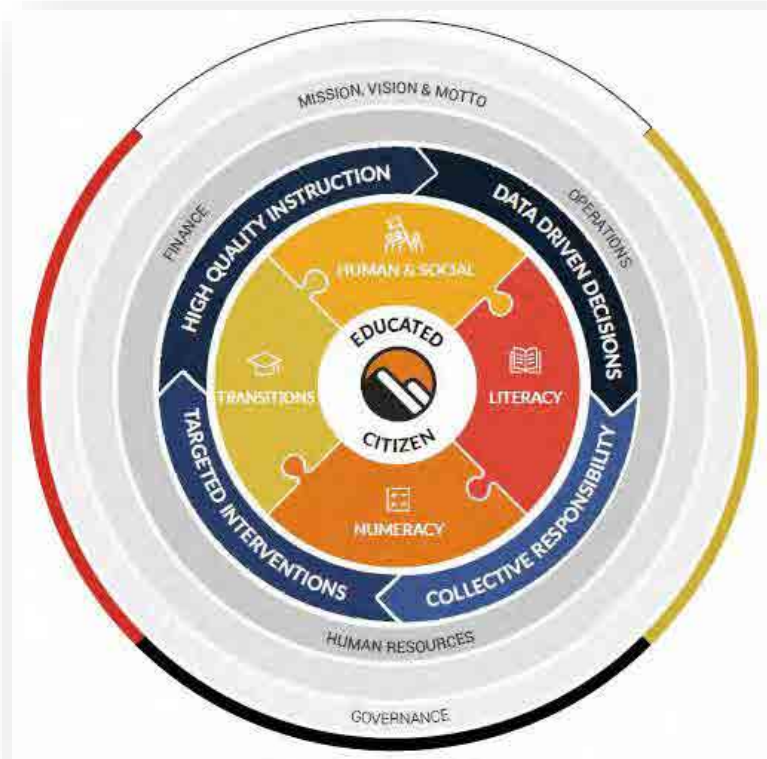 MISSION, VISION & MOTTO
FINANCE
OPERATIONS
HIGH QUALITY INSTRUCTION
DATA DRIVEN DECISIONS
HUMAN & SOCIAL
EDUCATED
CITIZEN
TRANSITIONS
LITERACY
NUMERACY
TARGETED INTERVENTIONS
COLLECTIVE RESPONSIBILITY
HUMAN RESOURCES
GOVERNANCE